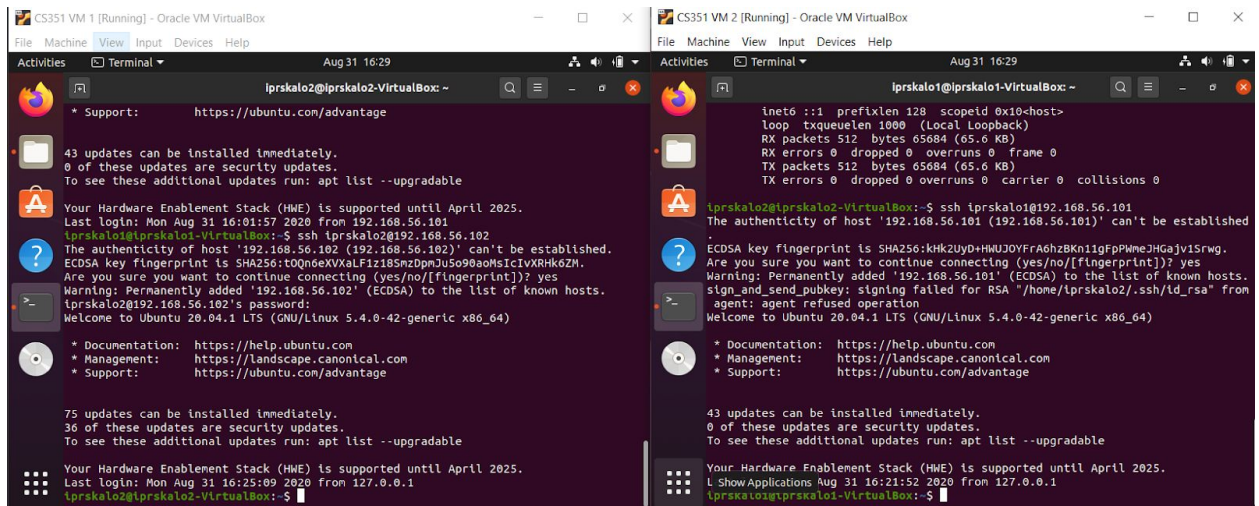 CS351 VM 1 [Running] - Oracle VM VirtualBox
File Machine View Input Devices Help
Activities Terminal Aug 31 16:29
iprskalo2@iprskalo2-VirtualBox: ~
* Support: https://ubuntu.com/advantage
43 updates can be installed immediately.
0 of these updates are security updates.
To see these additional updates run: apt list --upgradable
Your Hardware Enablement Stack (HWE) is supported until April 2025.
Last login: Mon Aug 31 16:01:57 2020 from 192.168.56.101
iprskalo1@iprskalo1-VirtualBox:~$ ssh iprskalo2@192.168.56.102
The authenticity of host '192.168.56.102 (192.168.56.102)' can't be established.
ECDSA key fingerprint is SHA256:tOQn6eXVXaLF1z18SmzDpmJu5o90aoMsIcIvXRHk6ZM.
Are you sure you want to continue connecting (yes/no/[fingerprint])? yes
Warning: Permanently added '192.168.56.102' (ECDSA) to the list of known hosts.
iprskalo2@192.168.56.102's password:
Welcome to Ubuntu 20.04.1 LTS (GNU/Linux 5.4.0-42-generic x86_64)
* Documentation: https://help.ubuntu.com
* Management: https://landscape.canonical.com
* Support: https://ubuntu.com/advantage
75 updates can be installed immediately.
36 of these updates are security updates.
To see these additional updates run: apt list --upgradable
Your Hardware Enablement Stack (HWE) is supported until April 2025.
Last login: Mon Aug 31 16:25:09 2020 from 127.0.0.1
iprskalo2@iprskalo2-VirtualBox:~$
CS351 VM 2 [Running] - Oracle VM VirtualBox
File Machine View Input Devices Help
Activities Terminal Aug 31 16:29
iprskalo1@iprskalo1-VirtualBox: ~
inet6 ::1 prefixlen 128 scopeid 0x10<host>
loop txqueuelen 1000 (Local Loopback)
RX packets 512 bytes 65684 (65.6 KB)
RX errors 0 dropped 0 overruns 0 frame 0
TX packets 512 bytes 65684 (65.6 KB)
TX errors 0 dropped 0 overruns 0 carrier 0 collisions 0
iprskalo2@iprskalo2-VirtualBox:~$ ssh iprskalo1@192.168.56.101
The authenticity of host '192.168.56.101 (192.168.56.101)' can't be established
.
ECDSA key fingerprint is SHA256:kHk2UyD+HWUJOYFrA6hzBKn11gFpPWmeJHGajv1Srwg.
Are you sure you want to continue connecting (yes/no/[fingerprint])? yes
Warning: Permanently added '192.168.56.101' (ECDSA) to the list of known hosts.
sign_and_send_pubkey: signing failed for RSA "/home/iprskalo2/.ssh/id_rsa" from
agent: agent refused operation
Welcome to Ubuntu 20.04.1 LTS (GNU/Linux 5.4.0-42-generic x86_64)
* Documentation: https://help.ubuntu.com
* Management: https://landscape.canonical.com
* Support: https://ubuntu.com/advantage
43 updates can be installed immediately.
0 of these updates are security updates.
To see these additional updates run: apt list --upgradable
Your Hardware Enablement Stack (HWE) is supported until April 2025.
L Show Applications Aug 31 16:21:52 2020 from 127.0.0.1
iprskalo1@iprskalo1-VirtualBox:~$